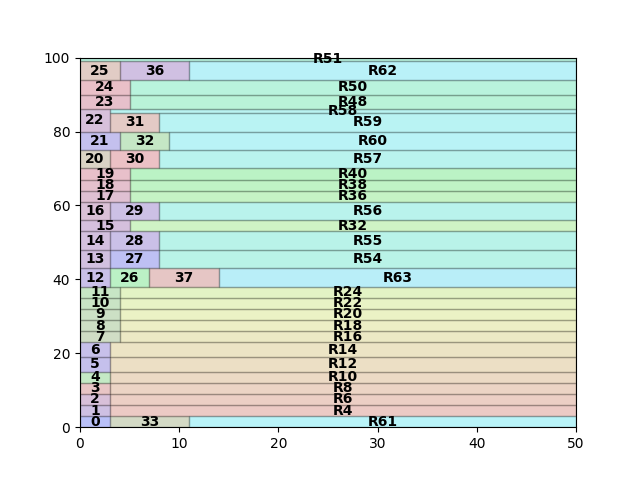 100
R51
25 36 R62
24 R50
23 R48
R58
22 31 R59
80
21 32 R60
20 30 R57
19 R40
18 R38
17 R36
60
16 29 R56
15 R32
14 28 R55
13 27 R54
40
12 26 37 R63
11 R24
10 R22
9 R20
8 R18
7 R16
20
6 R14
5 R12
4 R10
3 R8
2 R6
1 R4
0
0 33 R61
0 10 20 30 40 50